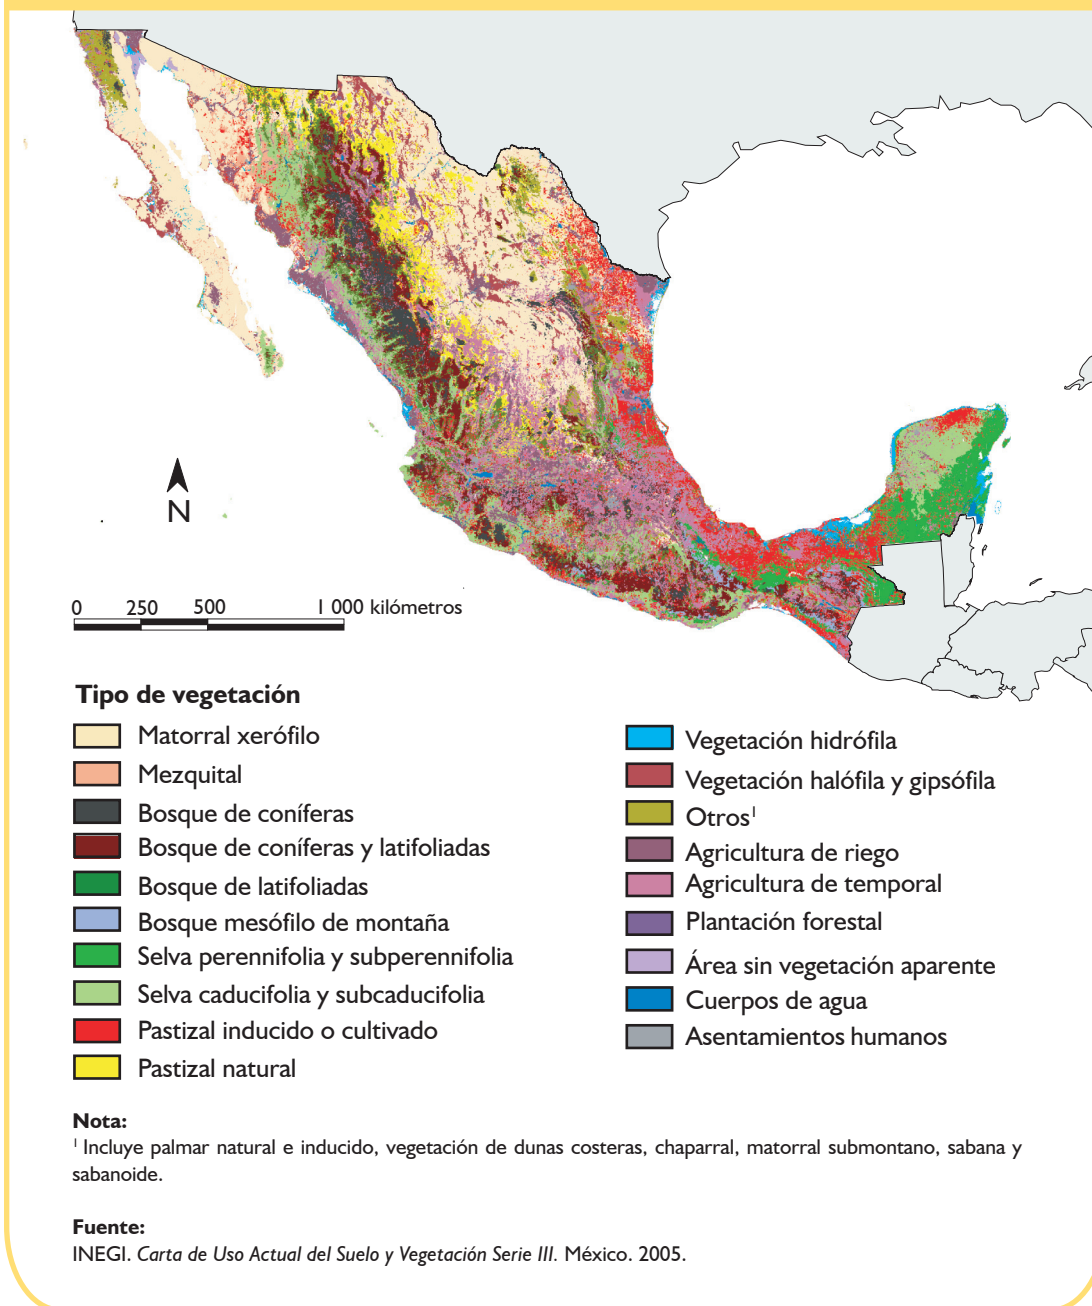 N
0 250 500 1 000 kilómetros
Tipo de vegetación
Matorral xerófilo
Mezquital
Bosque de coníferas
Bosque de coníferas y latifoliadas
Bosque de latifoliadas
Bosque mesófilo de montaña
Selva perennifolia y subperennifolia
Selva caducifolia y subcaducifolia
Pastizal inducido o cultivado
Pastizal natural
Vegetación hidrófila
Vegetación halófila y gipsófila
Otros¹
Agricultura de riego
Agricultura de temporal
Plantación forestal
Área sin vegetación aparente
Cuerpos de agua
Asentamientos humanos
Nota:
¹ Incluye palmar natural e inducido, vegetación de dunas costeras, chaparral, matorral submontano, sabana y
sabanoide.
Fuente:
INEGI. Carta de Uso Actual del Suelo y Vegetación Serie III. México. 2005.